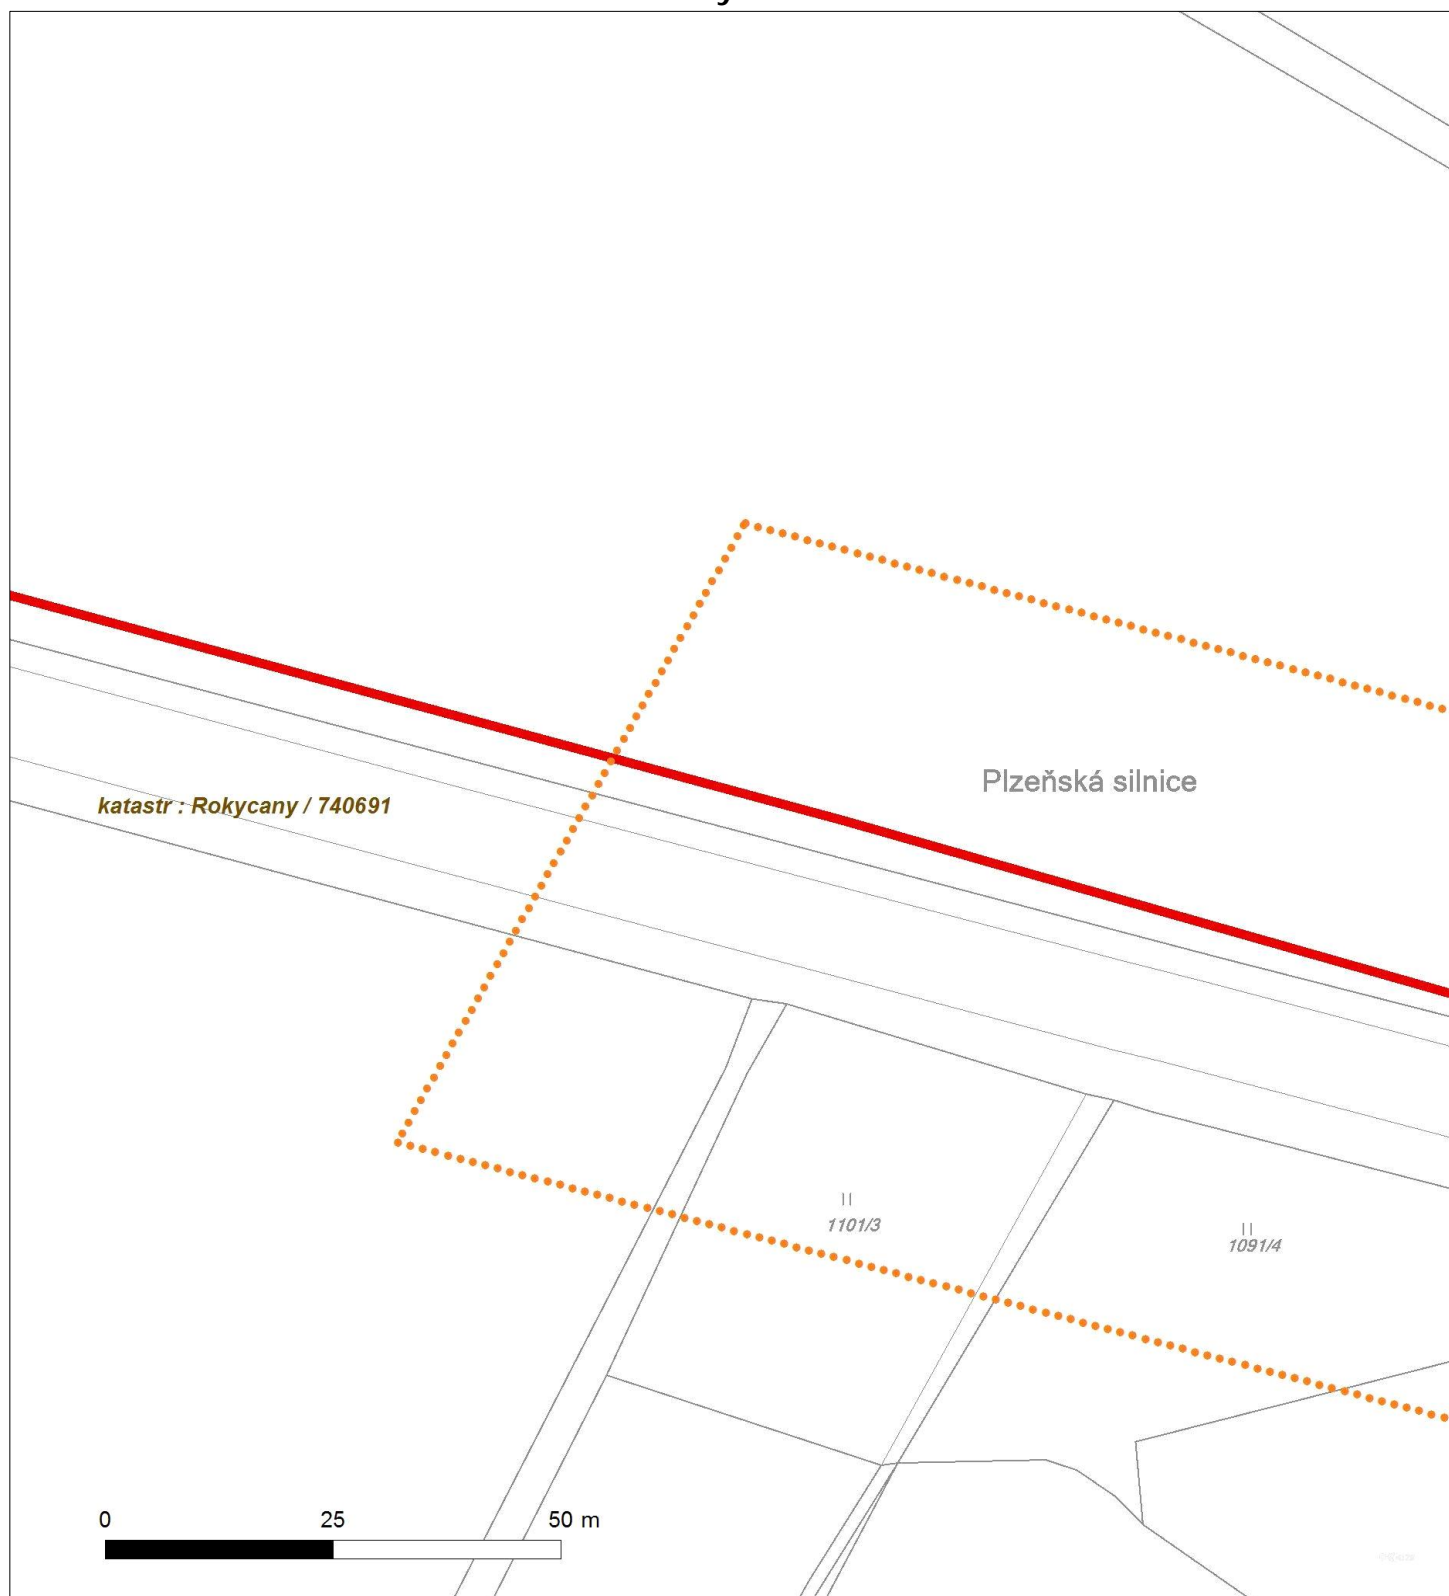 Plzeňská silnice
katastr : Rokycany / 740691
1101/3
1091/4
0 25 50 m